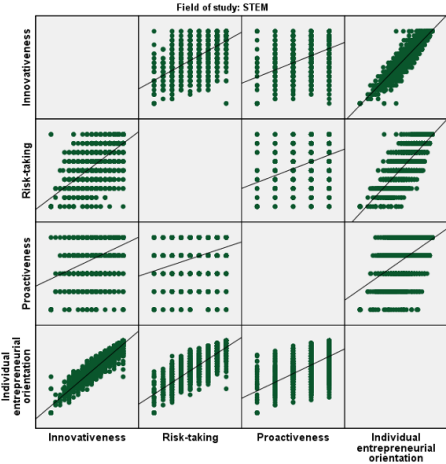 Field of study: STEM
Innovativeness
Risk-taking
Proactiveness
Individual
entrepreneurial
orientation
Innovativeness
Risk-taking
Proactiveness
Individual
entrepreneurial
orientation